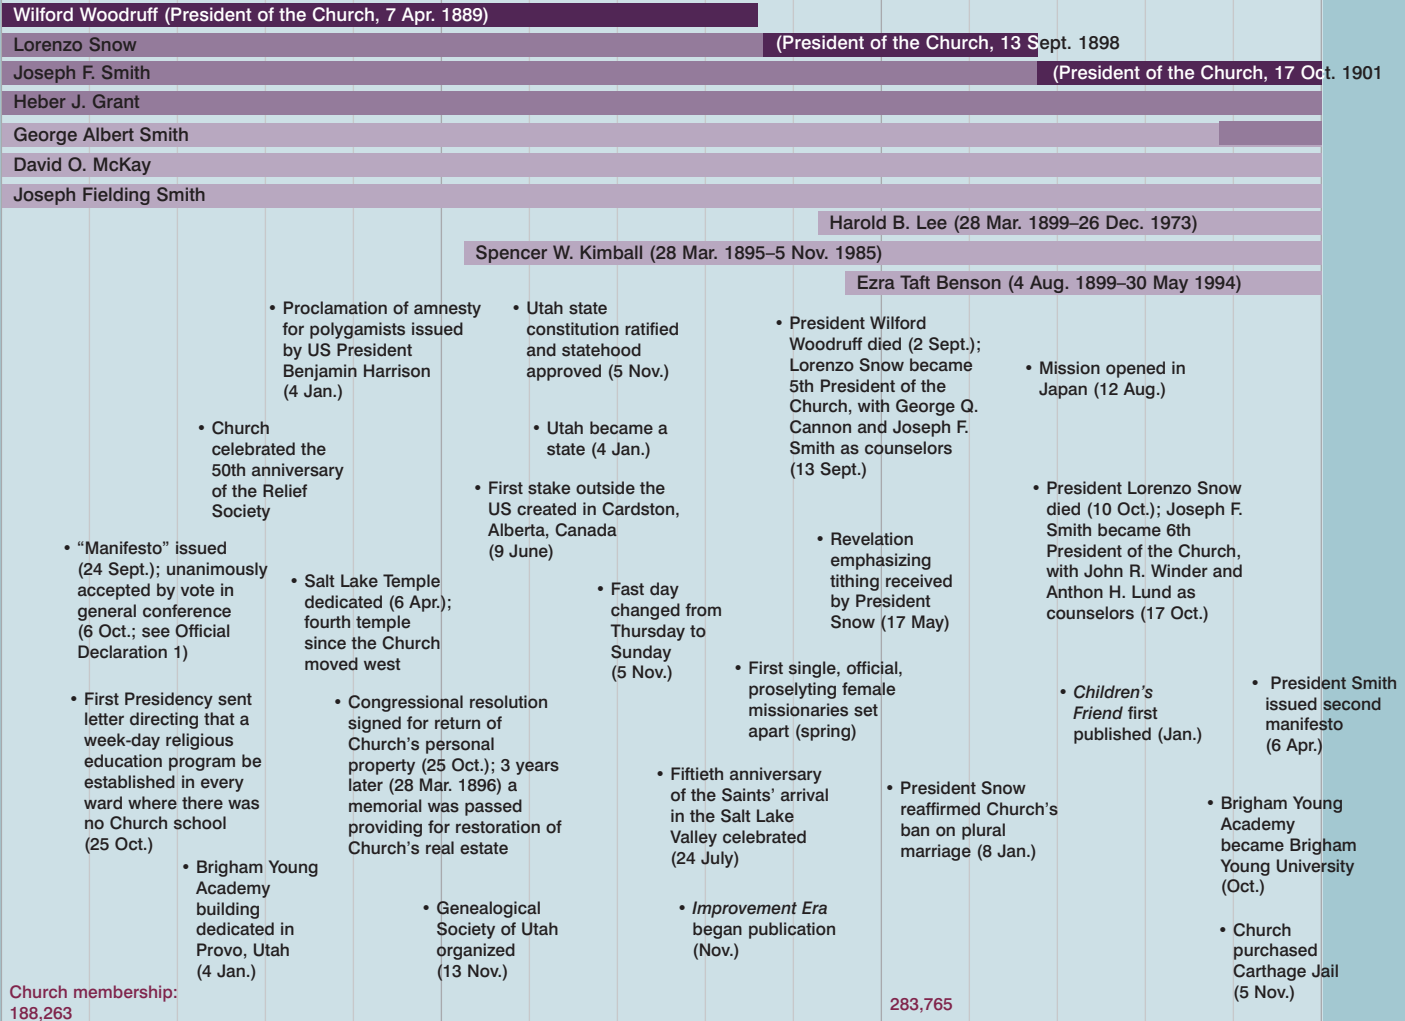 Wilford Woodruff (President of the Church, 7 Apr. 1889)
Lorenzo Snow (President of the Church, 13 Sept. 1898
Joseph F. Smith (President of the Church, 17 Oct. 1901
Heber J. Grant
George Albert Smith
David O. McKay
Joseph Fielding Smith
Harold B. Lee (28 Mar. 1899–26 Dec. 1973)
Spencer W. Kimball (28 Mar. 1895–5 Nov. 1985)
Ezra Taft Benson (4 Aug. 1899–30 May 1994)
• Proclamation of amnesty
for polygamists issued
by US President
Benjamin Harrison
(4 Jan.)
• Utah state
constitution ratified
and statehood
approved (5 Nov.)
• President Wilford
Woodruff died (2 Sept.);
Lorenzo Snow became
5th President of the
Church, with George Q.
Cannon and Joseph F.
Smith as counselors
(13 Sept.)
• Mission opened in
Japan (12 Aug.)
• Church
celebrated the
50th anniversary
of the Relief
Society
• Utah became a
state (4 Jan.)
• First stake outside the
US created in Cardston,
Alberta, Canada
(9 June)
• President Lorenzo Snow
died (10 Oct.); Joseph F.
Smith became 6th
President of the Church,
with John R. Winder and
Anthon H. Lund as
counselors (17 Oct.)
• "Manifesto" issued
(24 Sept.); unanimously
accepted by vote in
general conference
(6 Oct.; see Official
Declaration 1)
• Salt Lake Temple
dedicated (6 Apr.);
fourth temple
since the Church
moved west
• Fast day
changed from
Thursday to
Sunday
(5 Nov.)
• Revelation
emphasizing
tithing received
by President
Snow (17 May)
• First single, official,
proselyting female
missionaries set
apart (spring)
• Children's
Friend first
published (Jan.)
• President Smith
issued second
manifesto
(6 Apr.)
• First Presidency sent
letter directing that a
week-day religious
education program be
established in every
ward where there was
no Church school
(25 Oct.)
• Congressional resolution
signed for return of
Church's personal
property (25 Oct.); 3 years
later (28 Mar. 1896) a
memorial was passed
providing for restoration of
Church's real estate
• Fiftieth anniversary
of the Saints' arrival
in the Salt Lake
Valley celebrated
(24 July)
• President Snow
reaffirmed Church's
ban on plural
marriage (8 Jan.)
• Brigham Young
Academy
became Brigham
Young University
(Oct.)
• Brigham Young
Academy
building
dedicated in
Provo, Utah
(4 Jan.)
• Genealogical
Society of Utah
organized
(13 Nov.)
• Improvement Era
began publication
(Nov.)
• Church
purchased
Carthage Jail
(5 Nov.)
Church membership:
188,263
283,765